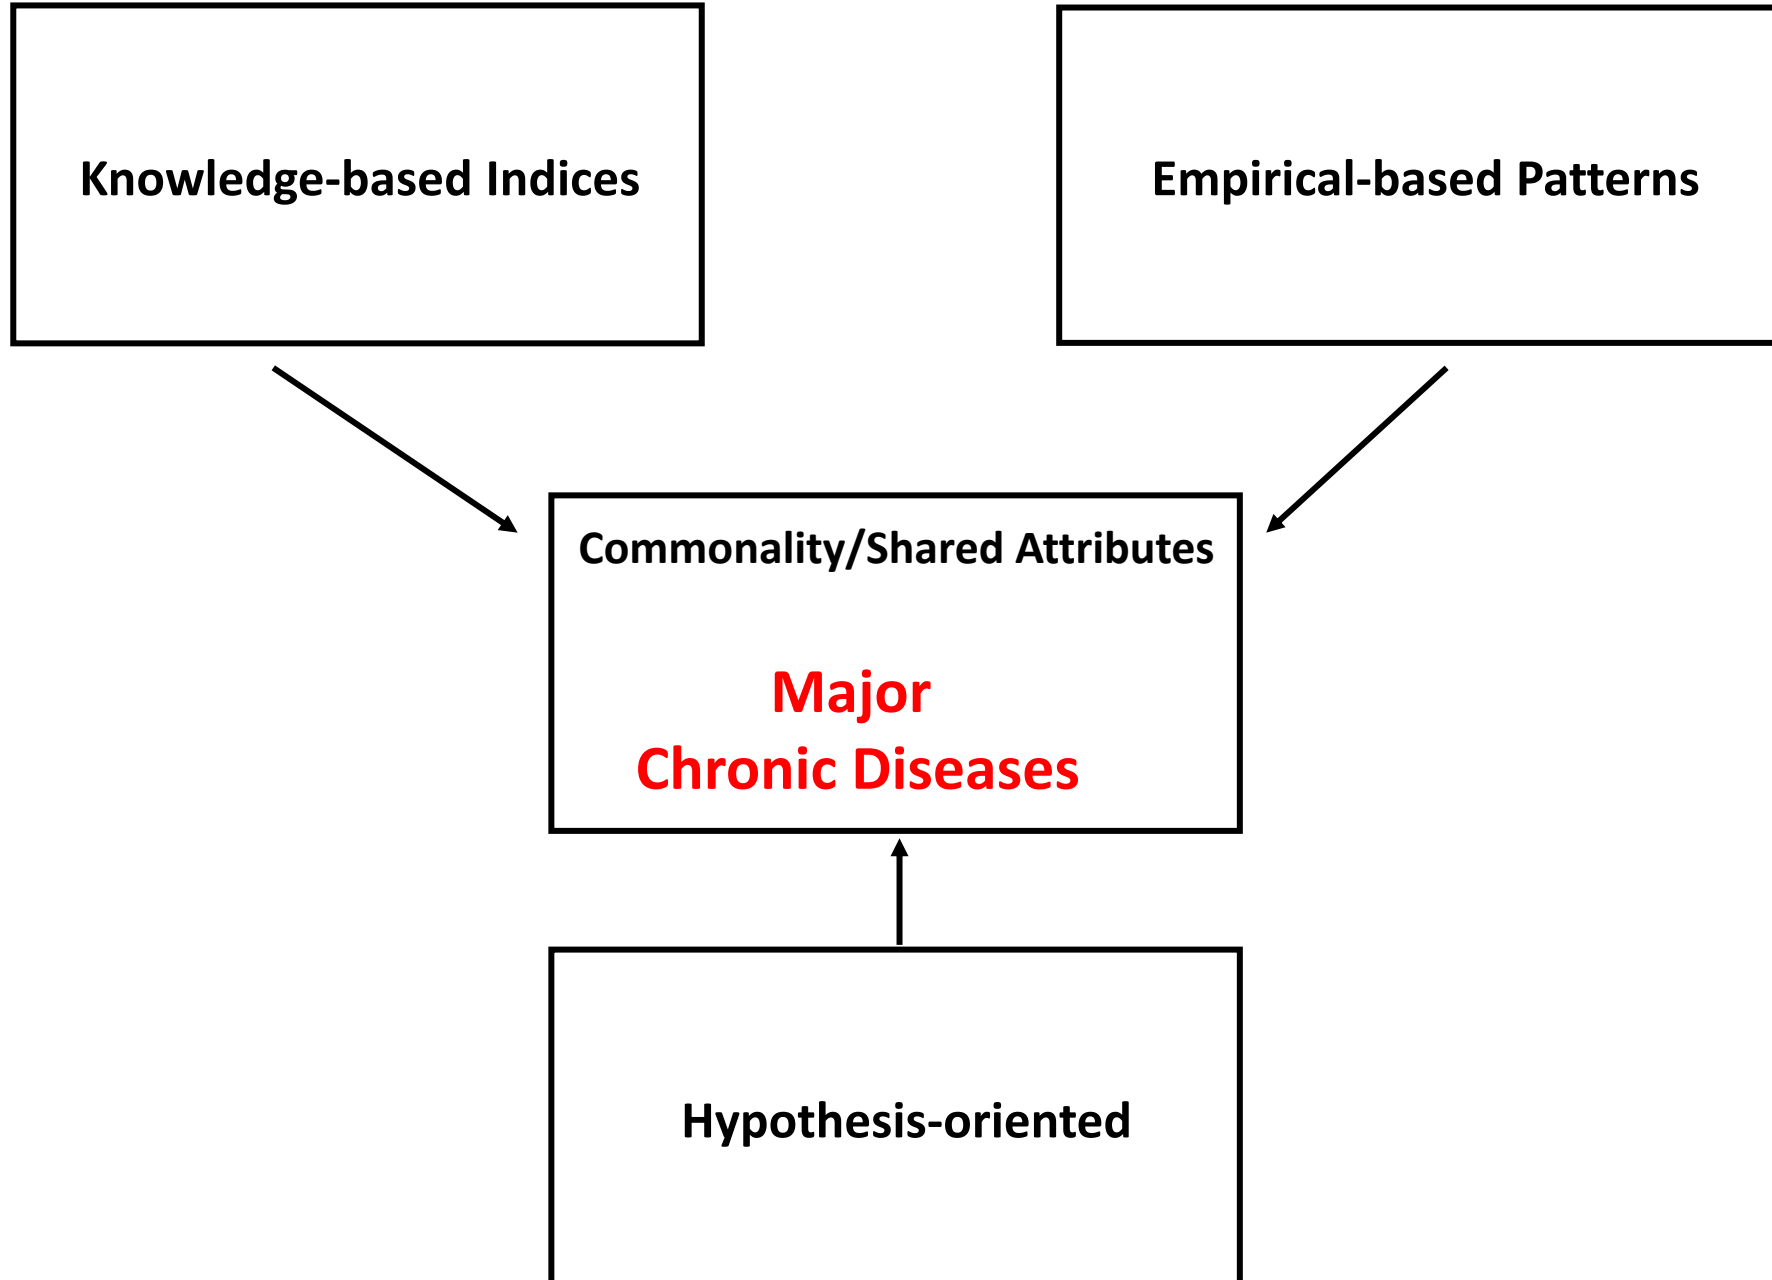 Knowledge-based Indices
Empirical-based Patterns
Commonality/Shared Attributes
Major
Chronic Diseases
Hypothesis-oriented